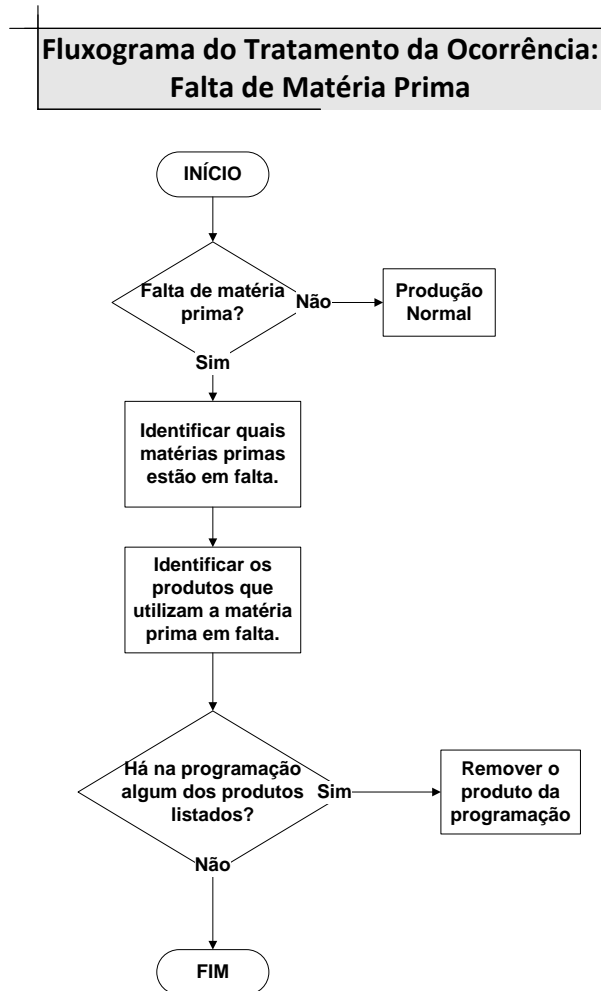 Fluxograma do Tratamento da Ocorrência:
Falta de Matéria Prima
INÍCIO
Falta de matéria
prima?
Não
Produção
Normal
Sim
Identificar quais
matérias primas
estão em falta.
Identificar os
produtos que
utilizam a matéria
prima em falta.
Há na programação
algum dos produtos
listados?
Sim
Remover o
produto da
programação
Não
FIM